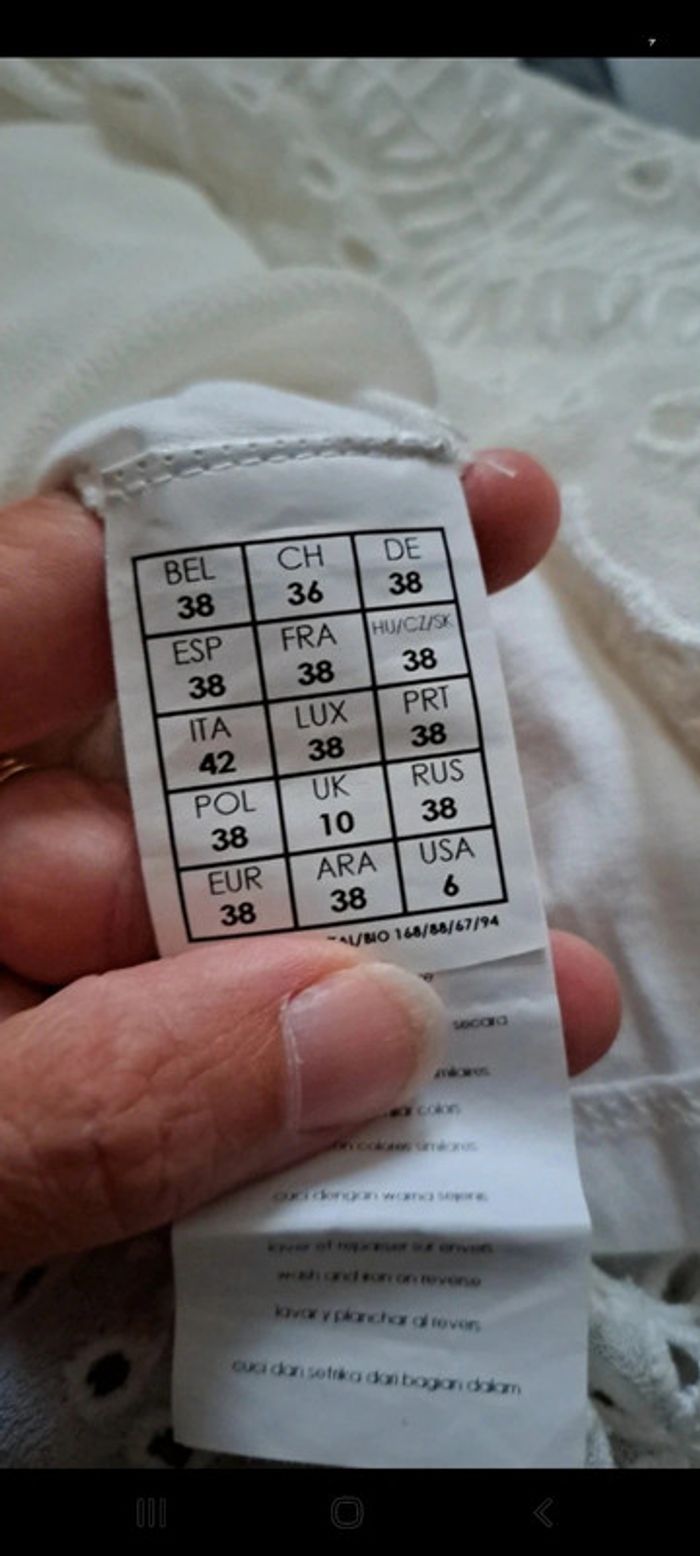 BEL CH DE
38 36 38
ESP FRA HU/CZ/SK
38 38 38
ITA LUX PRT
42 38 38
POL UK RUS
38 10 38
EUR ARA USA
38 38 6
/BIO 168/88/67/94
secara
colors
colores similares
cuci dengan warna sejenis
laver et repasser sur envers
wash and iron on reverse
lavar y planchar al revers
cuci dan setrika dari bagian dalam